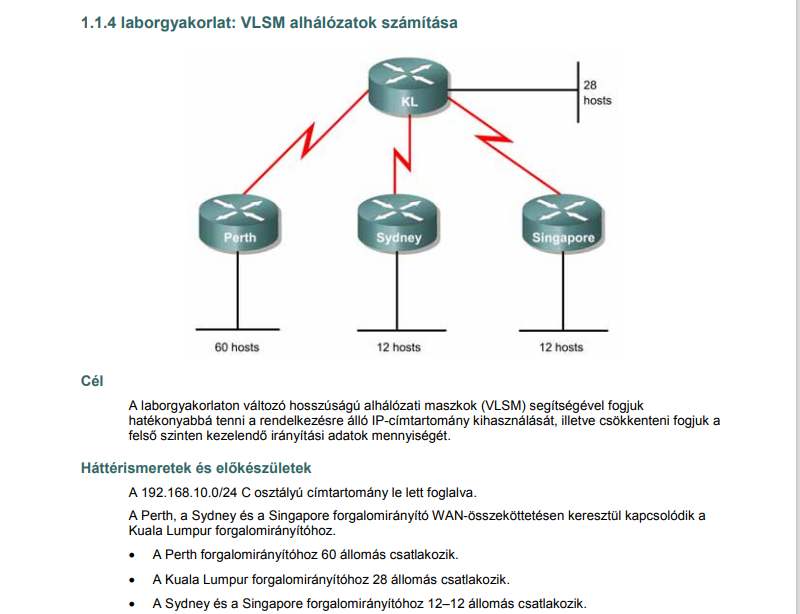 1.1.4 laborgyakorlat: VLSM alhálózatok számítása
KL
28
hosts
Perth
Sydney
Singapore
60 hosts
12 hosts
12 hosts
Cél
A laborgyakorlaton változó hosszúságú alhálózati maszkok (VLSM) segítségével fogjuk
hatékonyabbá tenni a rendelkezésre álló IP-címtartomány kihasználását, illetve csökkenteni fogjuk a
felső szinten kezelendő irányítási adatok mennyiségét.
Háttérismeretek és előkészületek
A 192.168.10.0/24 C osztályú címtartomány le lett foglalva.
A Perth, a Sydney és a Singapore forgalomirányító WAN-összeköttetésen keresztül kapcsolódik a
Kuala Lumpur forgalomirányítóhoz.
• A Perth forgalomirányítóhoz 60 állomás csatlakozik.
• A Kuala Lumpur forgalomirányítóhoz 28 állomás csatlakozik.
• A Sydney és a Singapore forgalomirányítóhoz 12–12 állomás csatlakozik.